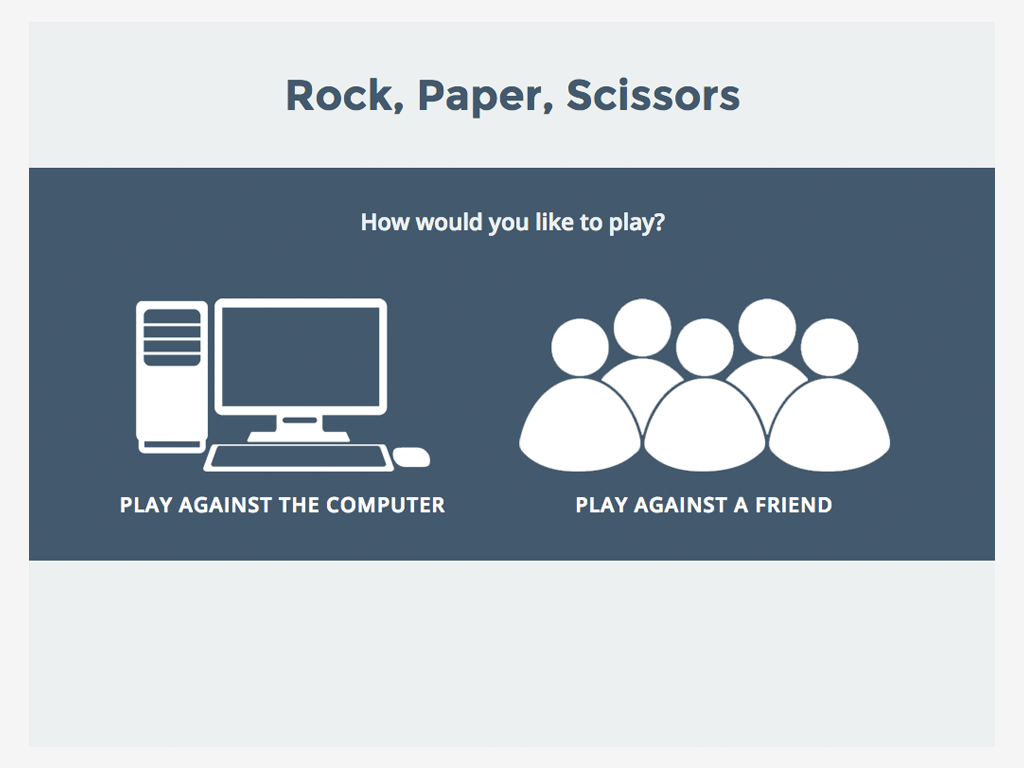 Rock, Paper, Scissors
How would you like to play?
PLAY AGAINST THE COMPUTER
PLAY AGAINST A FRIEND